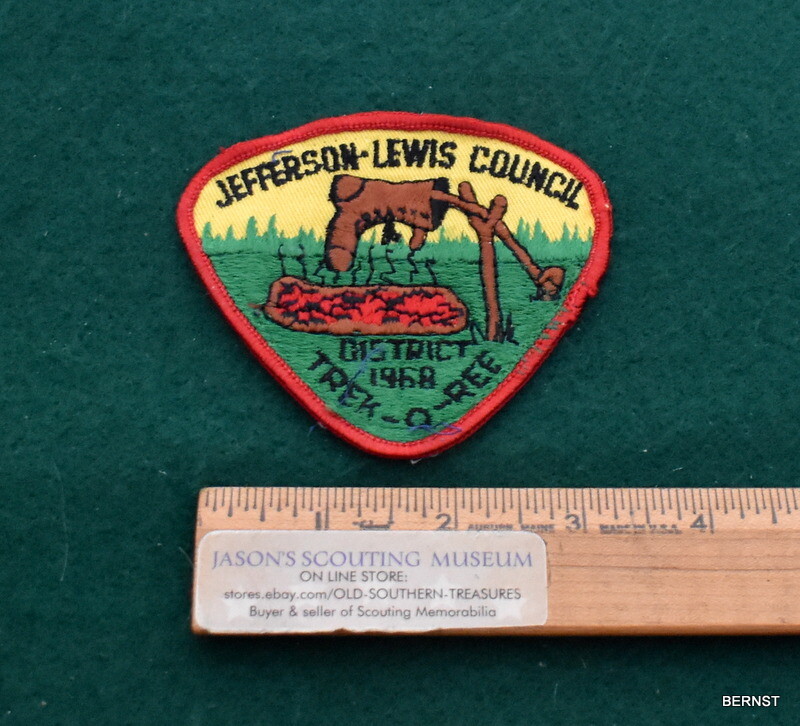 JEFFERSON-LEWIS COUNCIL
DISTRICT
1968
TREK-O-REE
1 2 3 4
AUBURN, MAINE MADE IN U.S.A.
JASON'S SCOUTING MUSEUM
ON LINE STORE:
stores.ebay.com/OLD-SOUTHERN-TREASURES
Buyer & seller of Scouting Memorabilia
BERNST